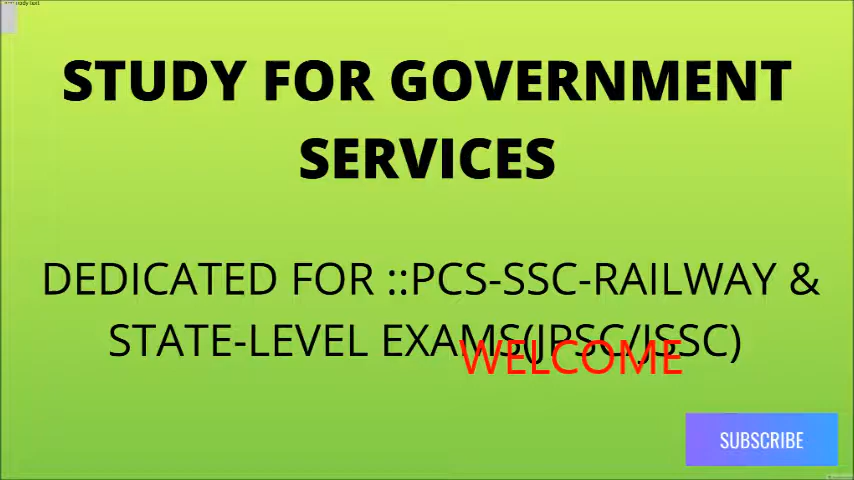 STUDY FOR GOVERNMENT
SERVICES
DEDICATED FOR ::PCS-SSC-RAILWAY &
STATE-LEVEL EXAMS(JPSC/JSSC)
WELCOME
SUBSCRIBE